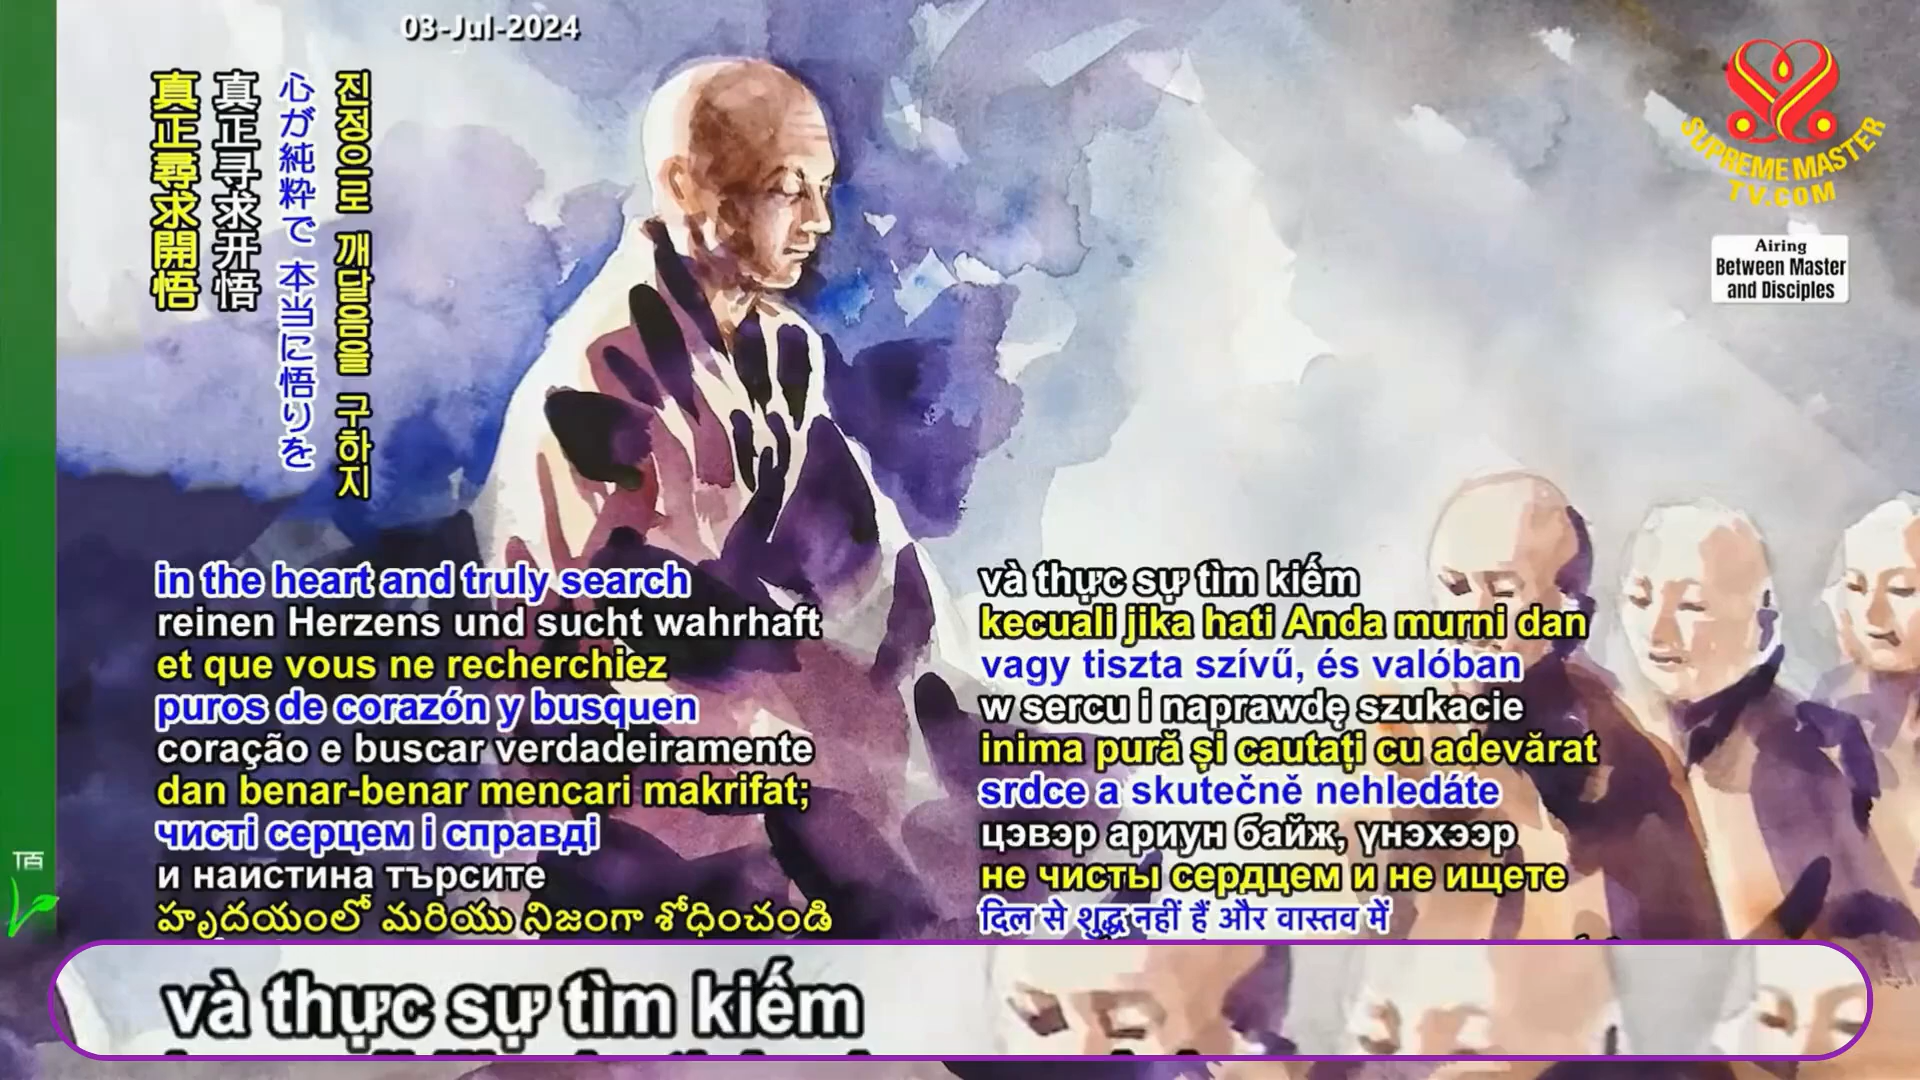 03-Jul-2024
真正尋求開悟
真正寻求开悟
心が純粋で 本当に悟りを
진정으로 깨달음을 구하지
SUPREME MASTER
TV.COM
Airing
Between Master
and Disciples
in the heart and truly search
reinen Herzens und sucht wahrhaft
et que vous ne recherchiez
puros de corazón y busquen
coração e buscar verdadeiramente
dan benar-benar mencari makrifat;
чисті серцем і справді
и наистина търсите
హృదయంలో మరియు నిజంగా శోధించండి
và thực sự tìm kiếm
kecuali jika hati Anda murni dan
vagy tiszta szívű, és valóban
w sercu i naprawdę szukacie
inima pură și cautați cu adevărat
srdce a skutečně nehledáte
цэвэр ариун байж, үнэхээр
не чисты сердцем и не ищете
दिल से शुद्ध नहीं हैं और वास्तव में
và thực sự tìm kiếm